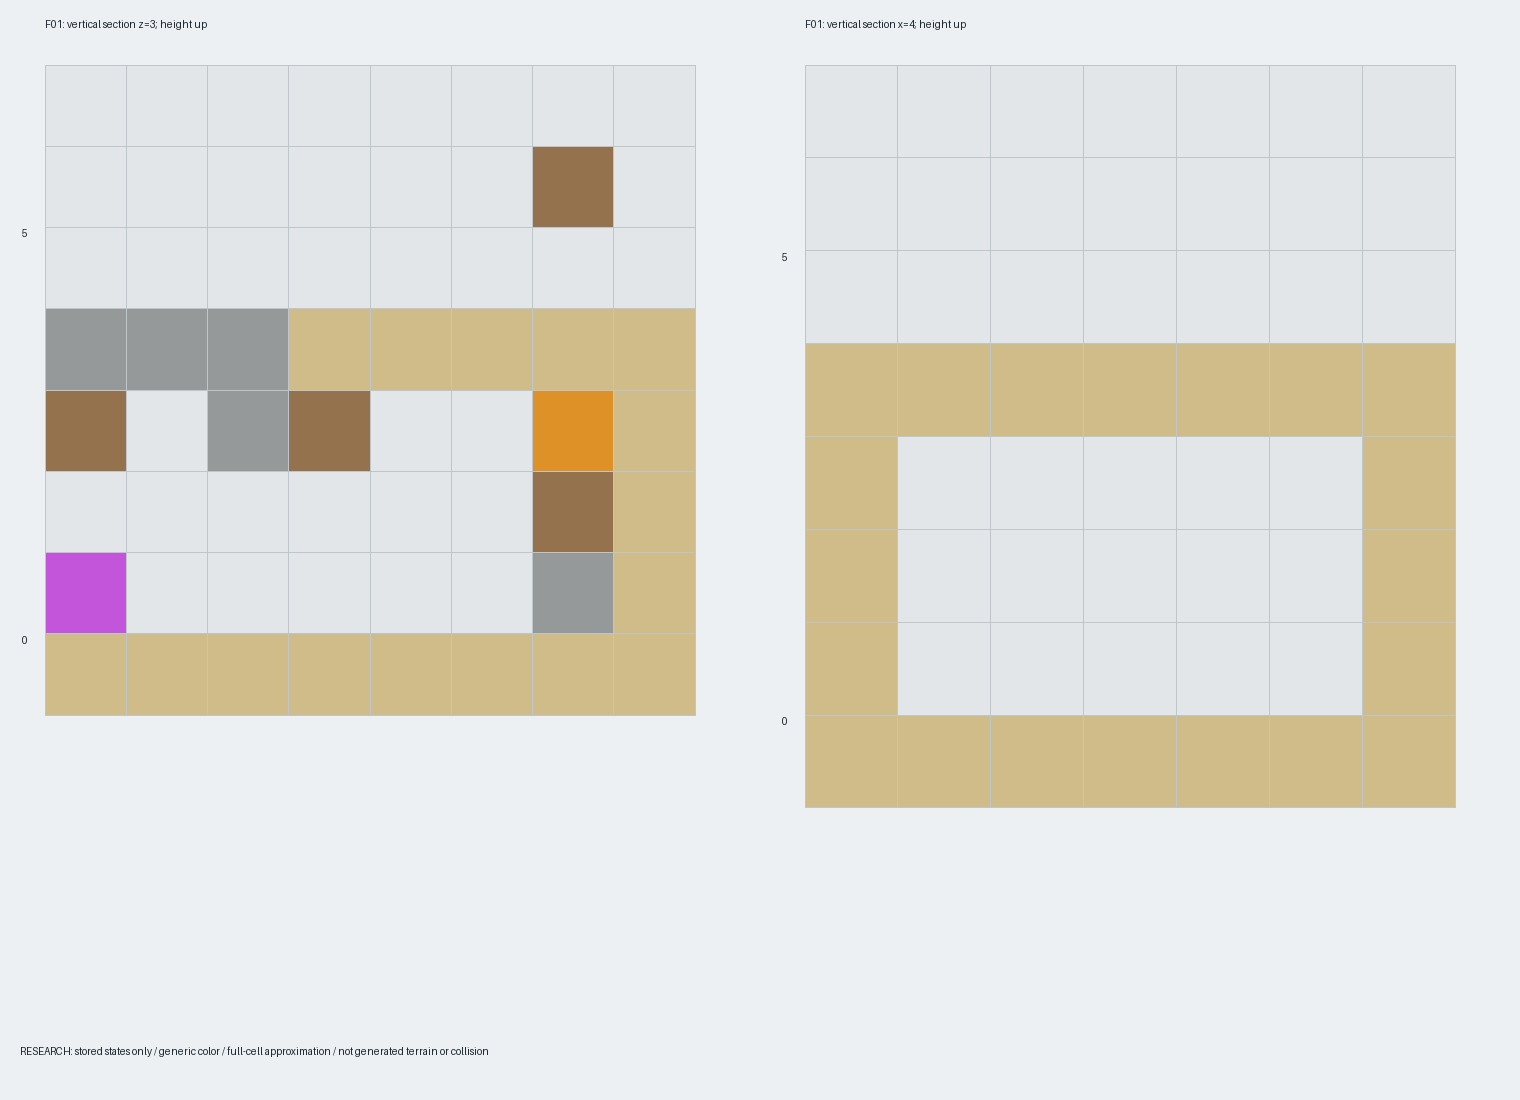 F01: vertical section z=3; height up
F01: vertical section x=4; height up
5
5
0
0
RESEARCH: stored states only / generic color / full-cell approximation / not generated terrain or collision